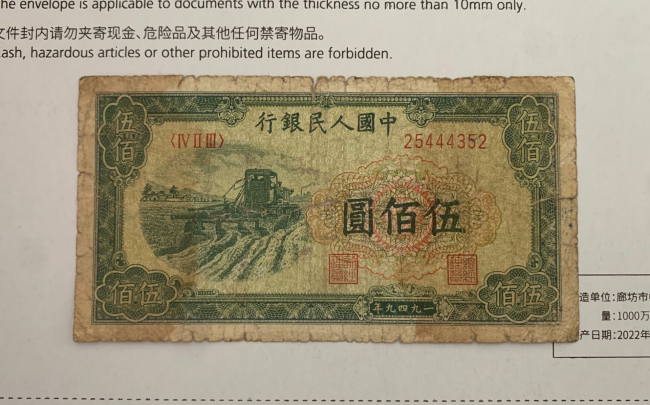 he envelope is applicable to documents with the thickness no more than 10mm only.
文件封内请勿夹寄现金、危险品及其他任何禁寄物品。
ash, hazardous articles or other prohibited items are forbidden.
伍佰
中國人民銀行
伍佰
〈ⅣⅡⅢ〉
25444352
伍佰圓
伍佰
一九四九年
伍佰
造单位：廊坊市
量：1000万
产日期：2022年